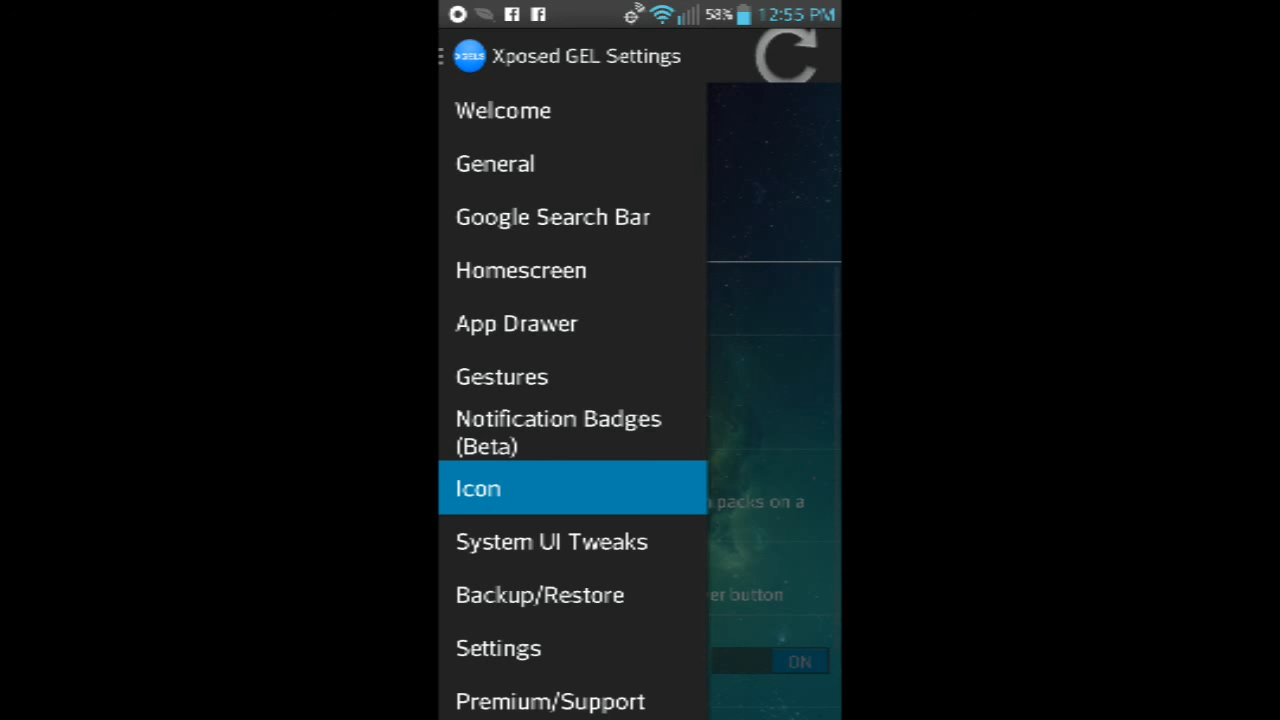 58% 12:55 PM
XGELS Xposed GEL Settings
Welcome
General
Google Search Bar
Homescreen
App Drawer
Gestures
Notification Badges
(Beta)
Icon
packs on a
System UI Tweaks
Backup/Restore
er button
Settings
ON
Premium/Support